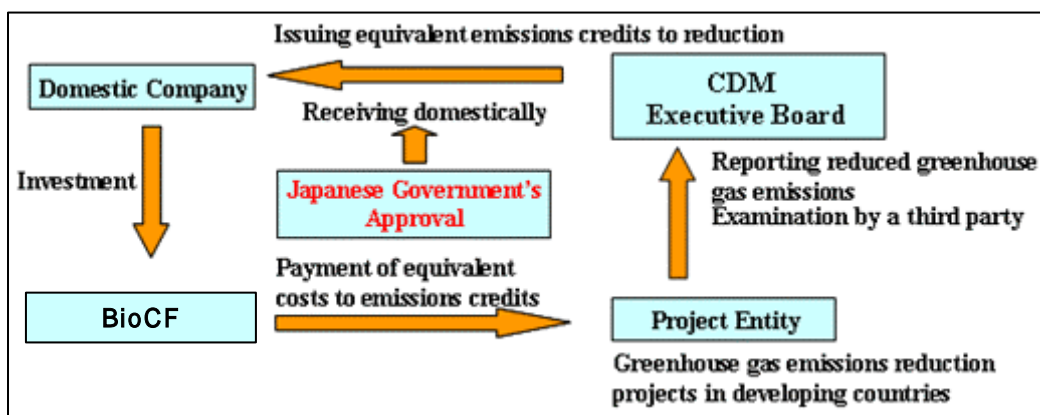 Issuing equivalent emissions credits to reduction
Domestic Company
CDM
Executive Board
Receiving domestically
Investment
Japanese Government's
Approval
Reporting reduced greenhouse
gas emissions
Examination by a third party
Payment of equivalent
costs to emissions credits
BioCF
Project Entity
Greenhouse gas emissions reduction
projects in developing countries